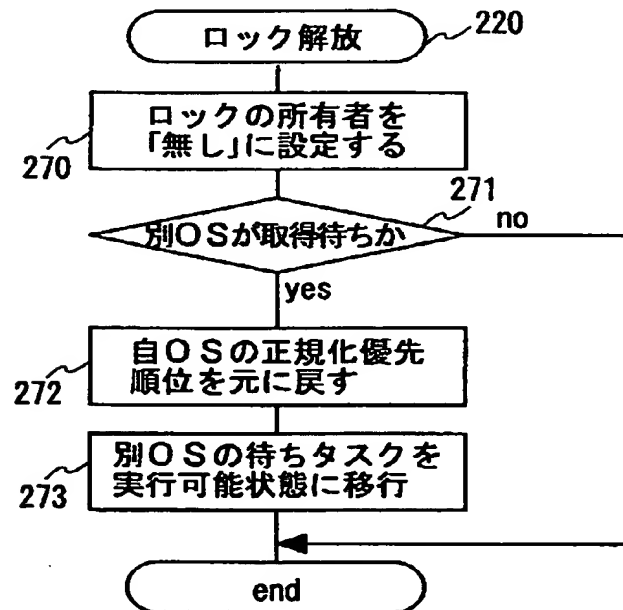 ロック解放
220
ロックの所有者を
「無し」に設定する
270
271
別OSが取得待ちか
no
yes
自OSの正規化優先
順位を元に戻す
272
別OSの待ちタスクを
実行可能状態に移行
273
end